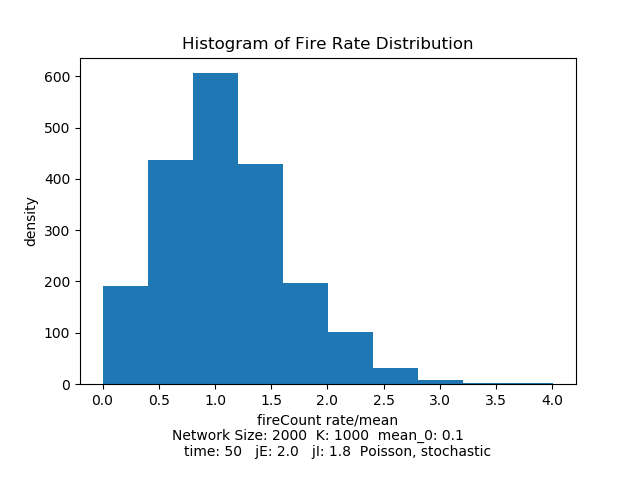 Histogram of Fire Rate Distribution
600
500
400
300
200
100
0
density
0.0 0.5 1.0 1.5 2.0 2.5 3.0 3.5 4.0
fireCount rate/mean
Network Size: 2000  K: 1000  mean_0: 0.1
time: 50   jE: 2.0   jI: 1.8  Poisson, stochastic